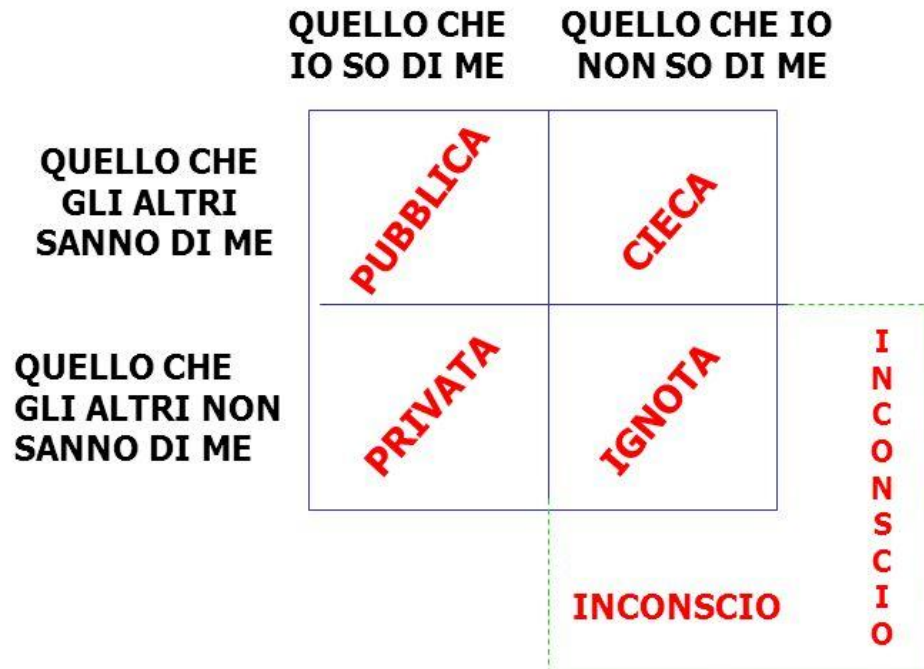 QUELLO CHE
IO SO DI ME
QUELLO CHE IO
NON SO DI ME
QUELLO CHE
GLI ALTRI
SANNO DI ME
PUBBLICA
CIECA
QUELLO CHE
GLI ALTRI NON
SANNO DI ME
PRIVATA
IGNOTA
INCONSCIO
INCONSCIO